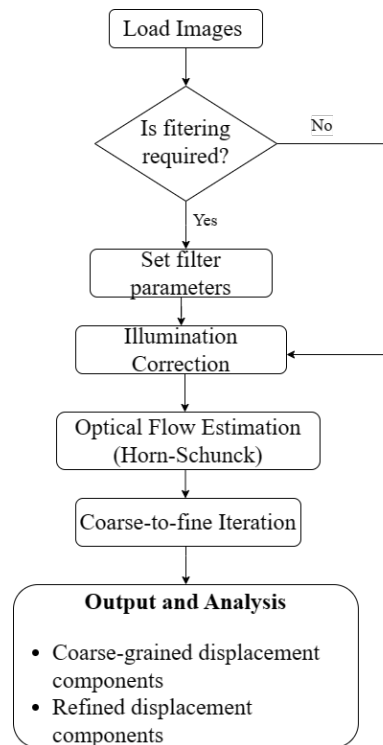 Load Images
Is fitering
required?
No
Yes
Set filter
parameters
Illumination
Correction
Optical Flow Estimation
(Horn-Schunck)
Coarse-to-fine Iteration
Output and Analysis
• Coarse-grained displacement
components
• Refined displacement
components